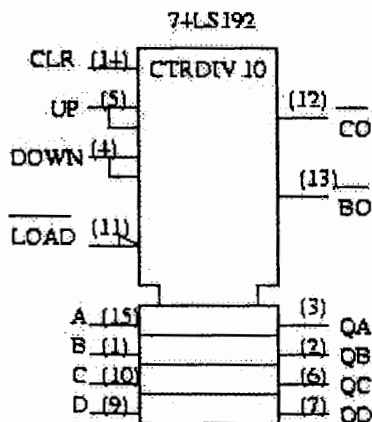 74LS192
CLR (14) CTRDIV 10
UP (5) (12) CO
DOWN (4) (13) BO
LOAD (11)
A (15) (3) QA
B (1) (2) QB
C (10) (6) QC
D (9) (7) QD